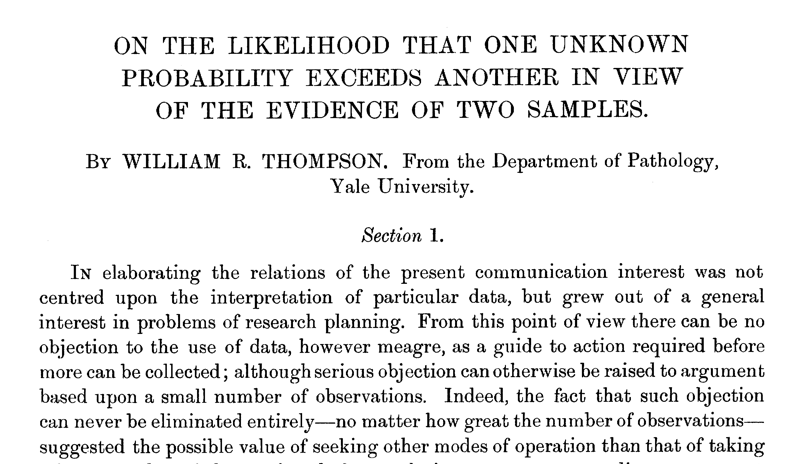 ON THE LIKELIHOOD THAT ONE UNKNOWN
PROBABILITY EXCEEDS ANOTHER IN VIEW
OF THE EVIDENCE OF TWO SAMPLES.
BY WILLIAM R. THOMPSON. From the Department of Pathology,
Yale University.
Section 1.
IN elaborating the relations of the present communication interest was not
centred upon the interpretation of particular data, but grew out of a general
interest in problems of research planning. From this point of view there can be no
objection to the use of data, however meagre, as a guide to action required before
more can be collected; although serious objection can otherwise be raised to argument
based upon a small number of observations. Indeed, the fact that such objection
can never be eliminated entirely—no matter how great the number of observations—
suggested the possible value of seeking other modes of operation than that of taking